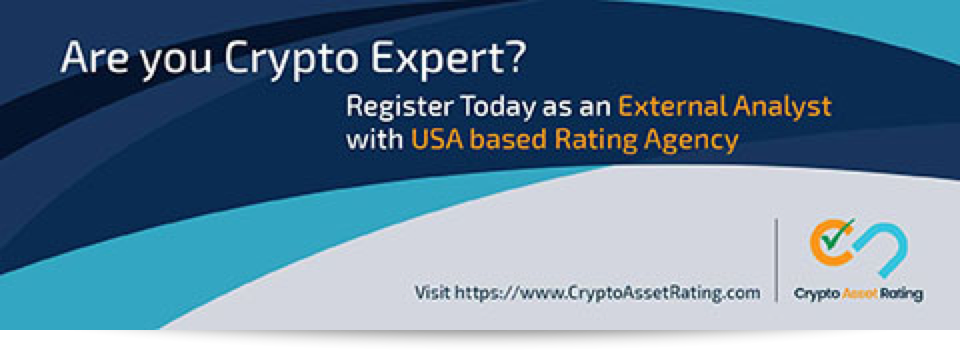 Are you Crypto Expert?
Register Today as an External Analyst
with USA based Rating Agency
Visit https://www.CryptoAssetRating.com
Crypto Asset Rating